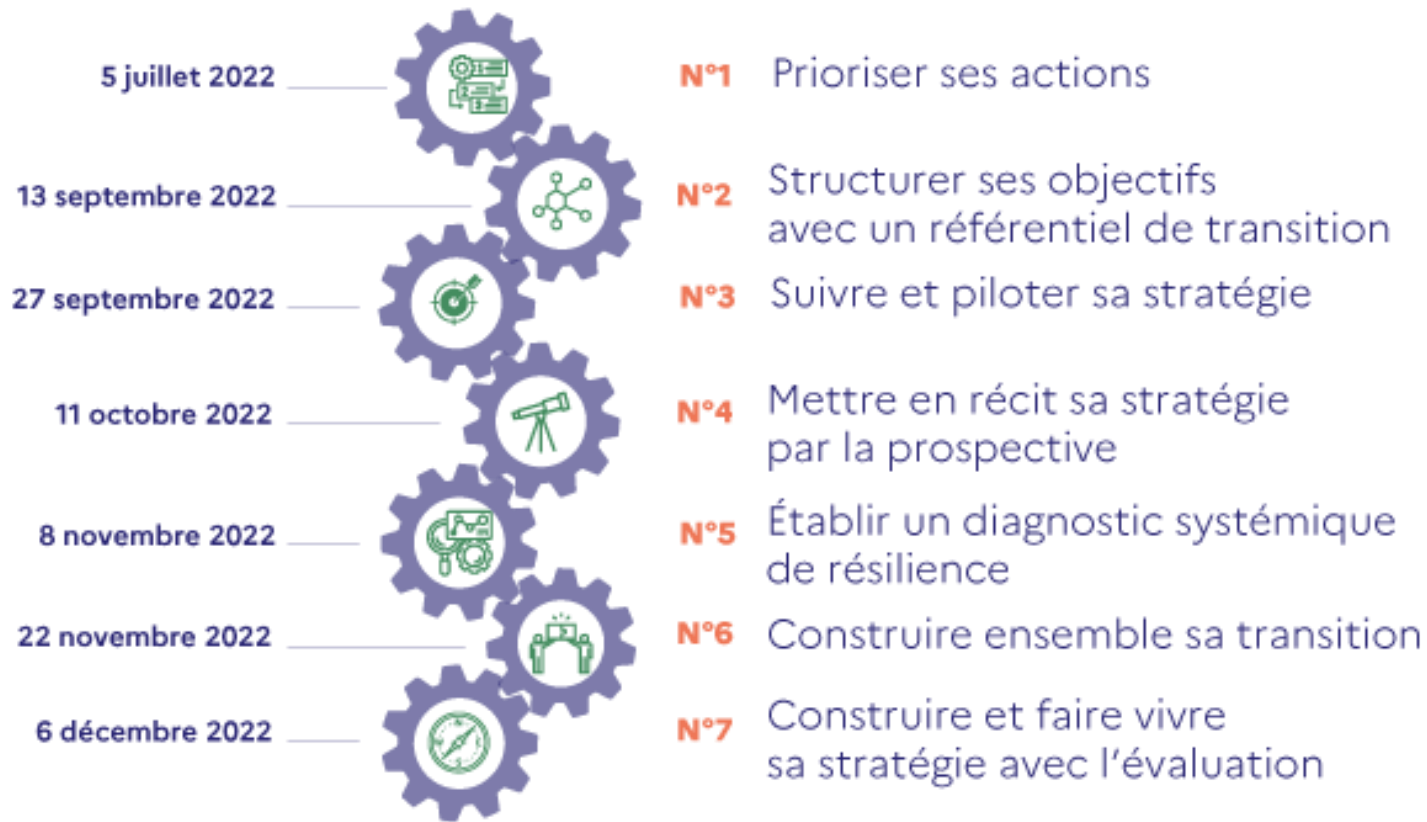 5 juillet 2022
N°1
Prioriser ses actions
13 septembre 2022
N°2
Structurer ses objectifs
avec un référentiel de transition
27 septembre 2022
N°3
Suivre et piloter sa stratégie
11 octobre 2022
N°4
Mettre en récit sa stratégie
par la prospective
8 novembre 2022
N°5
Établir un diagnostic systémique
de résilience
22 novembre 2022
N°6
Construire ensemble sa transition
6 décembre 2022
N°7
Construire et faire vivre
sa stratégie avec l'évaluation